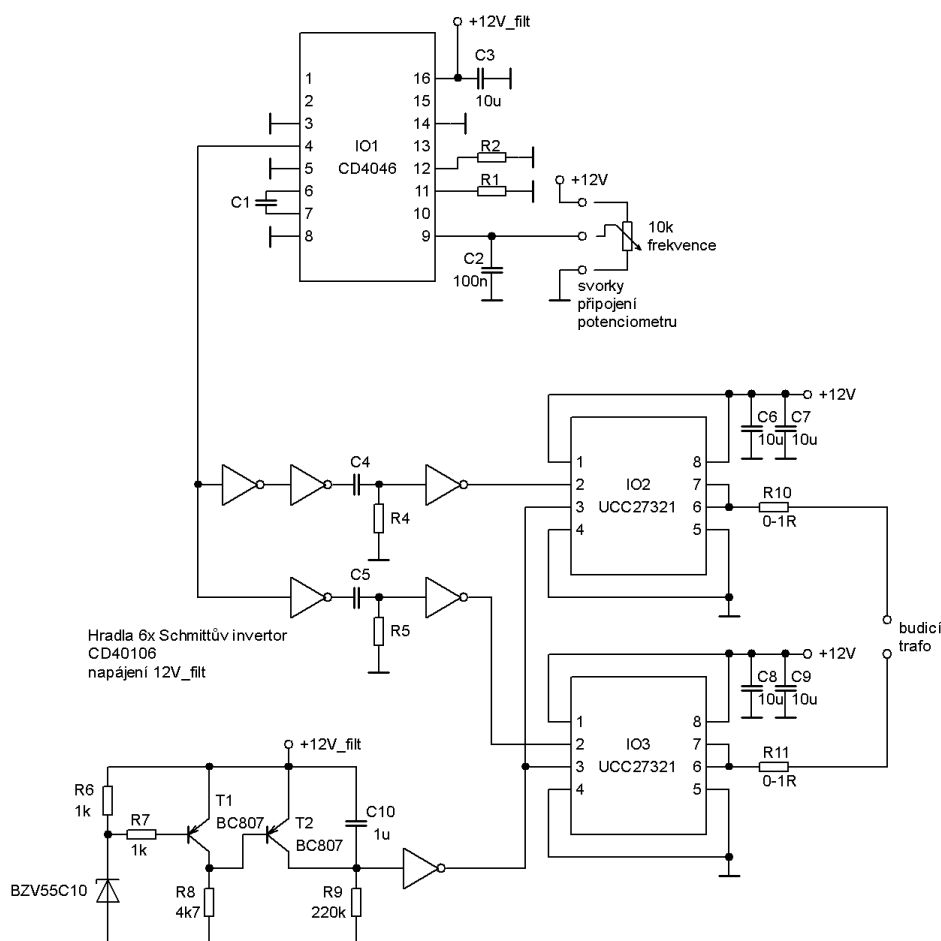 +12V_filt
C3
10u
1
2
3
4
5
6
7
8
IO1
CD4046
16
15
14
13
12
11
10
9
R2
R1
C1
+12V
10k
frekvence
C2
100n
svorky
připojení
potenciometru
+12V
C6
10u
C7
10u
C4
R4
1
2
3
4
IO2
UCC27321
8
7
6
5
R10
0-1R
C5
R5
Hradla 6x Schmittův invertor
CD40106
napájení 12V_filt
budicí
trafo
+12V
C8
10u
C9
10u
1
2
3
4
IO3
UCC27321
8
7
6
5
R11
0-1R
+12V_filt
R6
1k
R7
1k
T1
BC807
T2
BC807
C10
1u
BZV55C10
R8
4k7
R9
220k